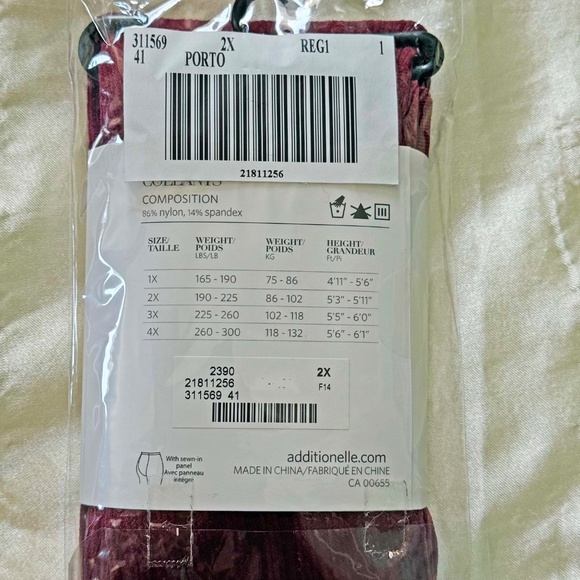 311569 2X REG1 1
41 PORTO
21811256
COLLANTS
COMPOSITION
86% nylon, 14% spandex
SIZE/ WEIGHT/ WEIGHT/ HEIGHT/
TAILLE POIDS POIDS GRANDEUR
LBS/LB KG Ft/Pi
1X 165 - 190 75 - 86 4'11" - 5'6"
2X 190 - 225 86 - 102 5'3" - 5'11"
3X 225 - 260 102 - 118 5'5" - 6'0"
4X 260 - 300 118 - 132 5'6" - 6'1"
2390 2X
21811256 F14
311569 41
With sewn-in
panel
Avec panneau
intégré
additionelle.com
MADE IN CHINA/FABRIQUÉ EN CHINE
CA 00655